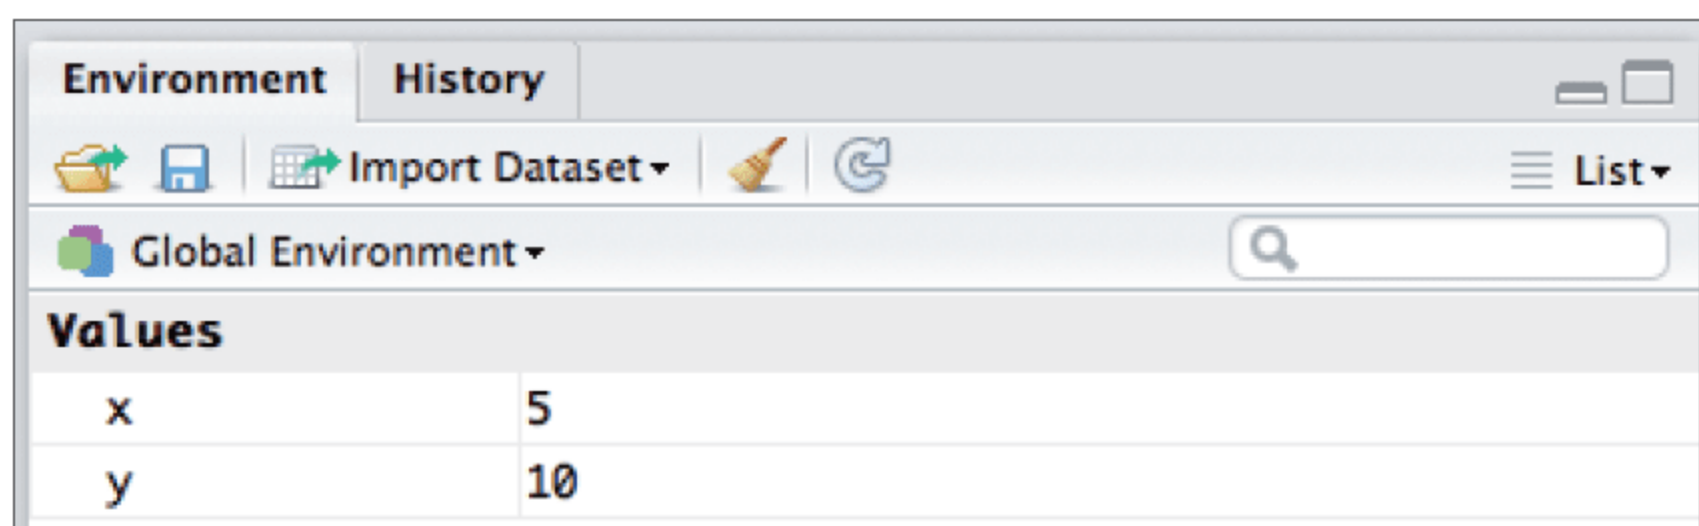 Environment History
Import Dataset List
Global Environment
Values
x 5
y 10